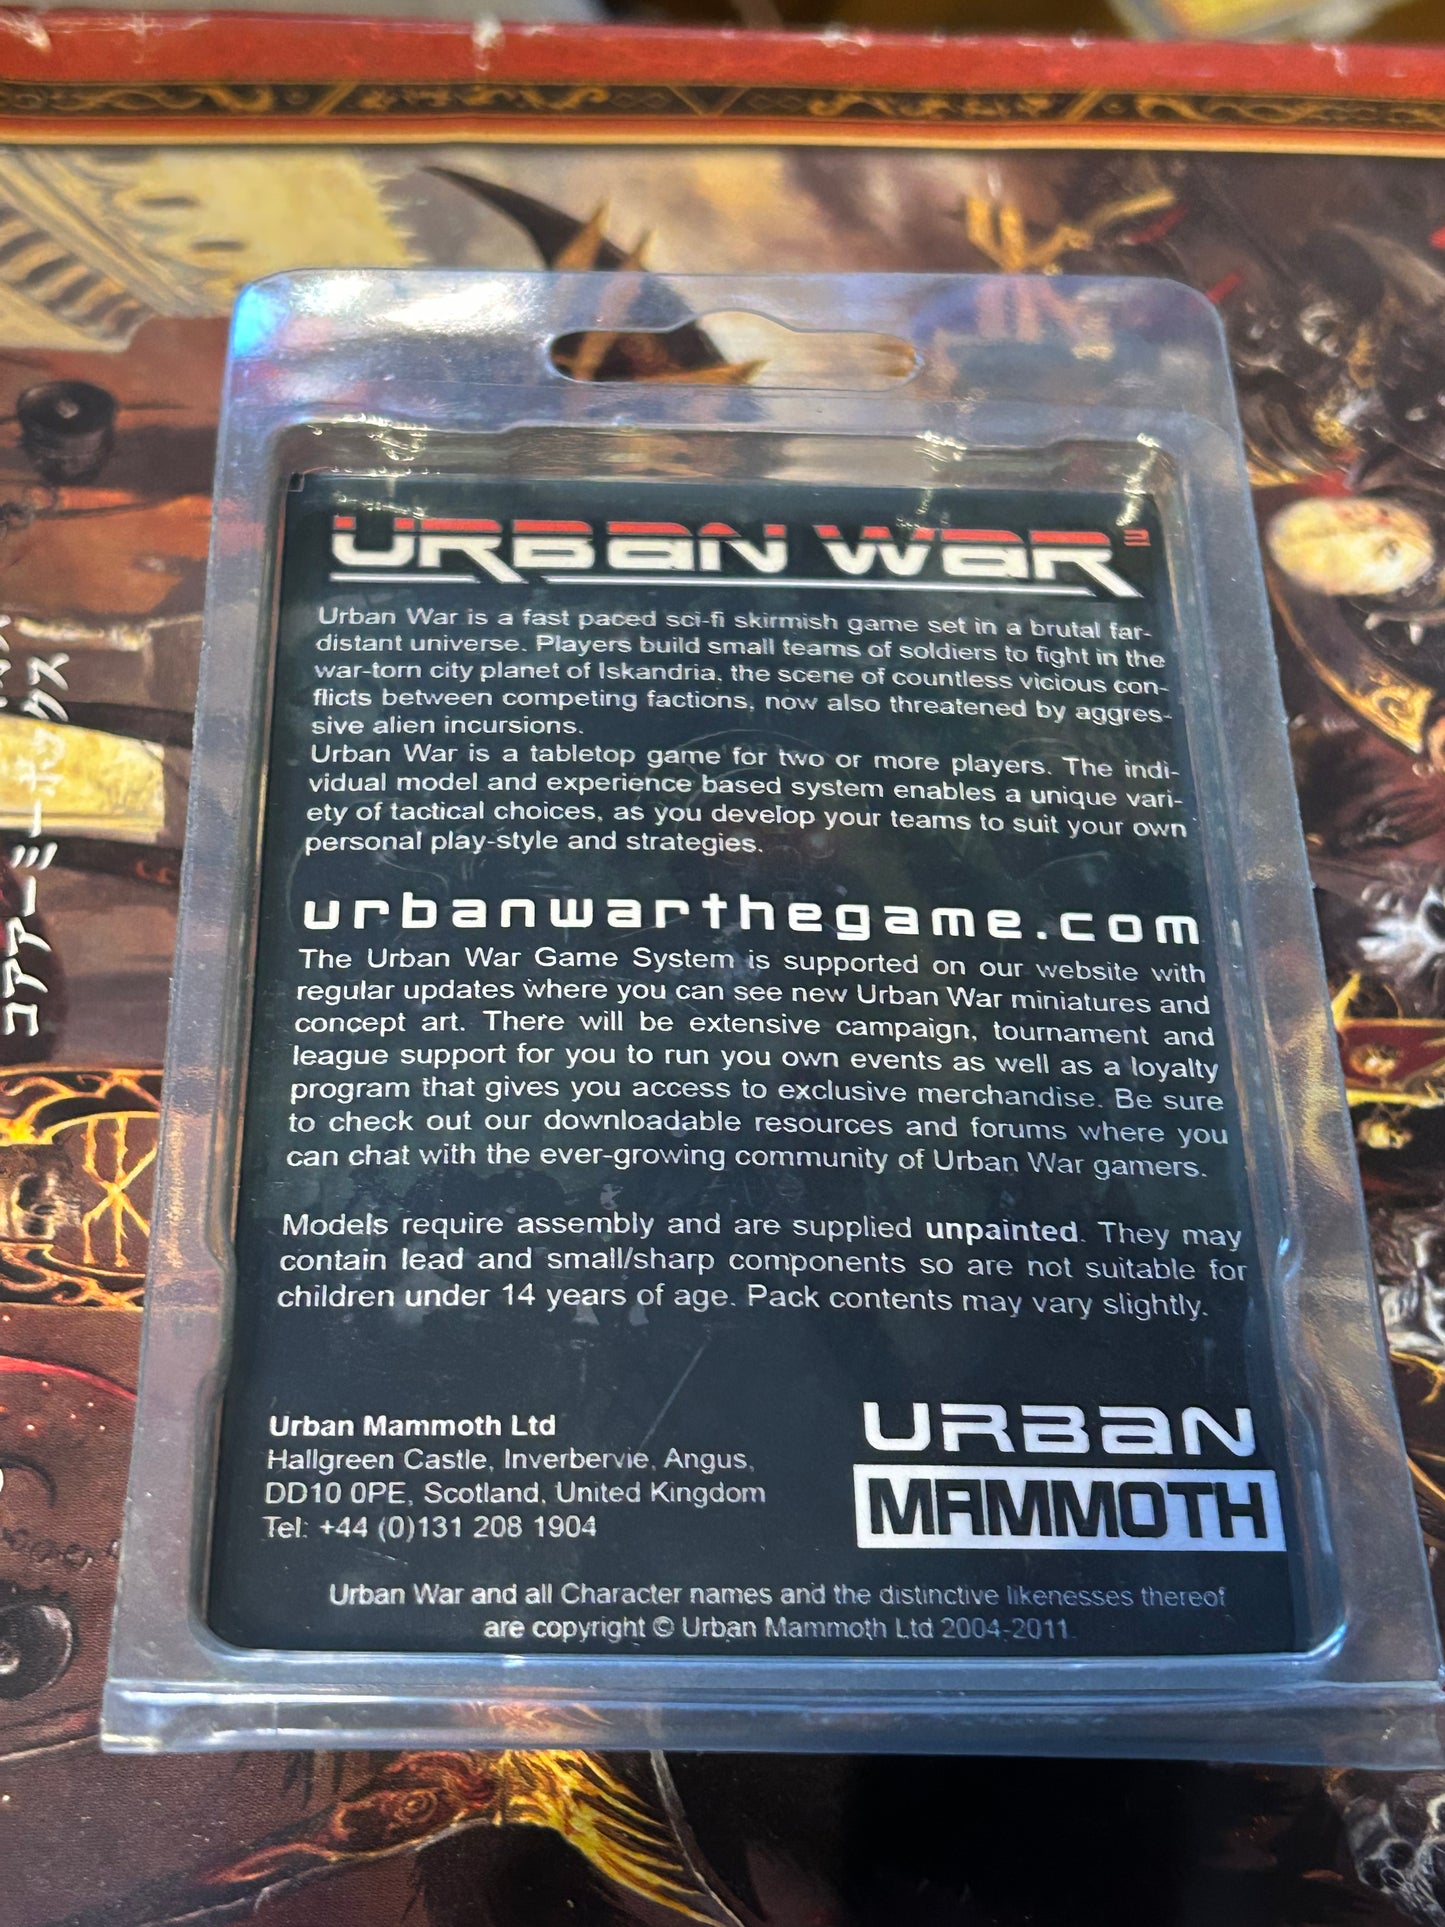 URBAN WAR²
Urban War is a fast paced sci-fi skirmish game set in a brutal far-
distant universe. Players build small teams of soldiers to fight in the
war-torn city planet of Iskandria, the scene of countless vicious con-
flicts between competing factions, now also threatened by aggres-
sive alien incursions.
Urban War is a tabletop game for two or more players. The indi-
vidual model and experience based system enables a unique vari-
ety of tactical choices, as you develop your teams to suit your own
personal play-style and strategies.
urbanwarthegame.com
The Urban War Game System is supported on our website with
regular updates where you can see new Urban War miniatures and
concept art. There will be extensive campaign, tournament and
league support for you to run you own events as well as a loyalty
program that gives you access to exclusive merchandise. Be sure
to check out our downloadable resources and forums where you
can chat with the ever-growing community of Urban War gamers.
Models require assembly and are supplied unpainted. They may
contain lead and small/sharp components so are not suitable for
children under 14 years of age. Pack contents may vary slightly.
Urban Mammoth Ltd
Hallgreen Castle, Inverbervie, Angus,
DD10 0PE, Scotland, United Kingdom
Tel: +44 (0)131 208 1904
URBAN
MAMMOTH
Urban War and all Character names and the distinctive likenesses thereof
are copyright © Urban Mammoth Ltd 2004-2011.
コアアーミーボックス